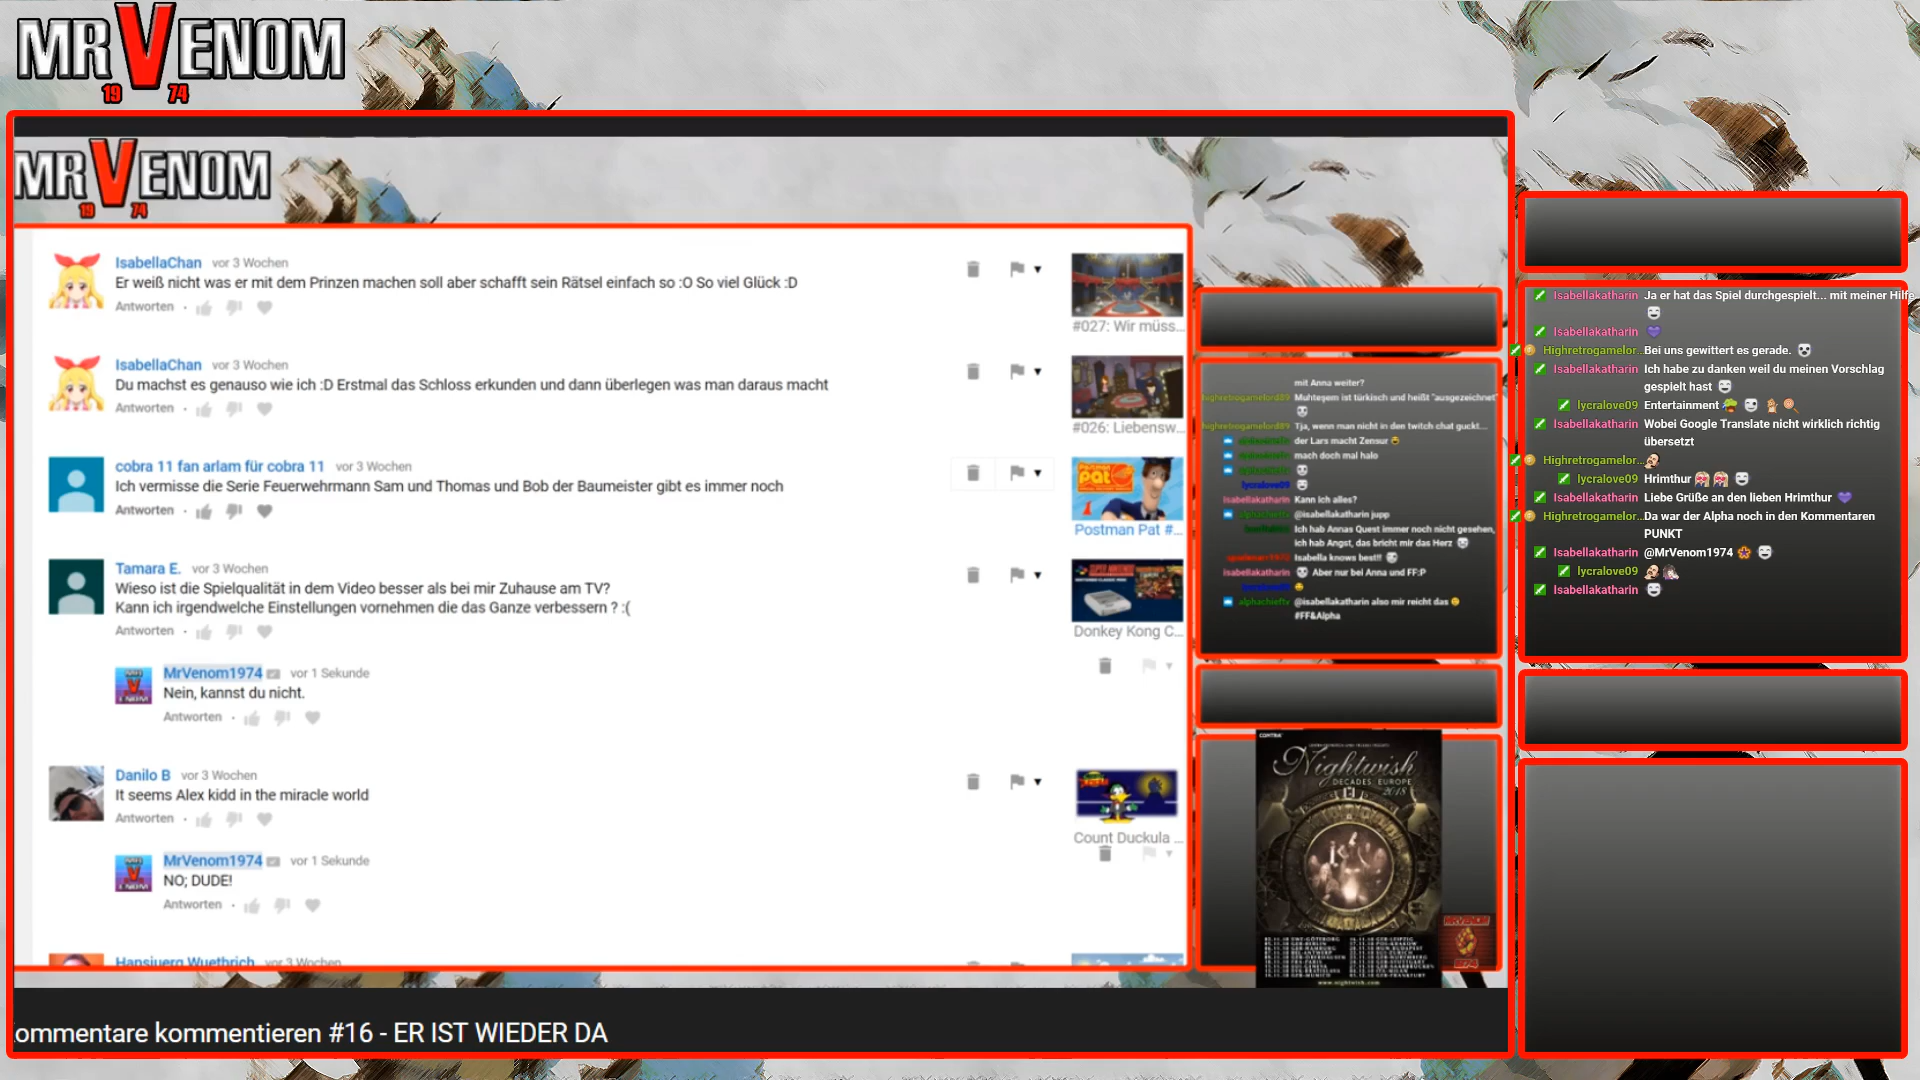 MRVENOM
19 74
MRVENOM
19 74
IsabellaChan vor 3 Wochen
Er weiß nicht was er mit dem Prinzen machen soll aber schafft sein Rätsel einfach so :O So viel Glück :D
Antworten
#027: Wir müss...
IsabellaChan vor 3 Wochen
Du machst es genauso wie ich :D Erstmal das Schloss erkunden und dann überlegen was man daraus macht
Antworten
#026: Liebensw...
cobra 11 fan arlam für cobra 11 vor 3 Wochen
Ich vermisse die Serie Feuerwehrmann Sam und Thomas und Bob der Baumeister gibt es immer noch
Antworten
Postman Pat #...
Tamara E. vor 3 Wochen
Wieso ist die Spielqualität in dem Video besser als bei mir Zuhause am TV?
Kann ich irgendwelche Einstellungen vornehmen die das Ganze verbessern ? :(
Antworten
Donkey Kong C...
MrVenom1974 vor 1 Sekunde
Nein, kannst du nicht.
Antworten
Danilo B vor 3 Wochen
It seems Alex kidd in the miracle world
Antworten
Count Duckula ...
MrVenom1974 vor 1 Sekunde
NO; DUDE!
Antworten
Hansjuerg Wuethrich vor 3 Wochen
ommentare kommentieren #16 - ER IST WIEDER DA
mit Anna weiter?
highretrogamelord89 Muhteşem ist türkisch und heißt "ausgezeichnet"
highretrogamelord89 Tja, wenn man nicht in den twitch chat guckt...
der Lars macht Zensur
mach doch mal halo
lycralove09
isabellakatharin Kann ich alles?
alphachieftv @isabellakatharin jupp
Ich hab Annas Quest immer noch nicht gesehen,
ich hab Angst, das bricht mir das Herz
Isabella knows best!!
isabellakatharin Aber nur bei Anna und FF:P
alphachieftv @isabellakatharin also mir reicht das
#FF&Alpha
CONTRA
Nightwish
DECADES: EUROPE
2018
www.nightwish.com
MRVENOM
1974
Isabellakatharin Ja er hat das Spiel durchgespielt... mit meiner Hilfe
Isabellakatharin
Highretrogamelor... Bei uns gewittert es gerade.
Isabellakatharin Ich habe zu danken weil du meinen Vorschlag
gespielt hast
lycralove09 Entertainment
Isabellakatharin Wobei Google Translate nicht wirklich richtig
übersetzt
Highretrogamelor...
lycralove09 Hrimthur
Isabellakatharin Liebe Grüße an den lieben Hrimthur
Highretrogamelor... Da war der Alpha noch in den Kommentaren
PUNKT
Isabellakatharin @MrVenom1974
lycralove09
Isabellakatharin